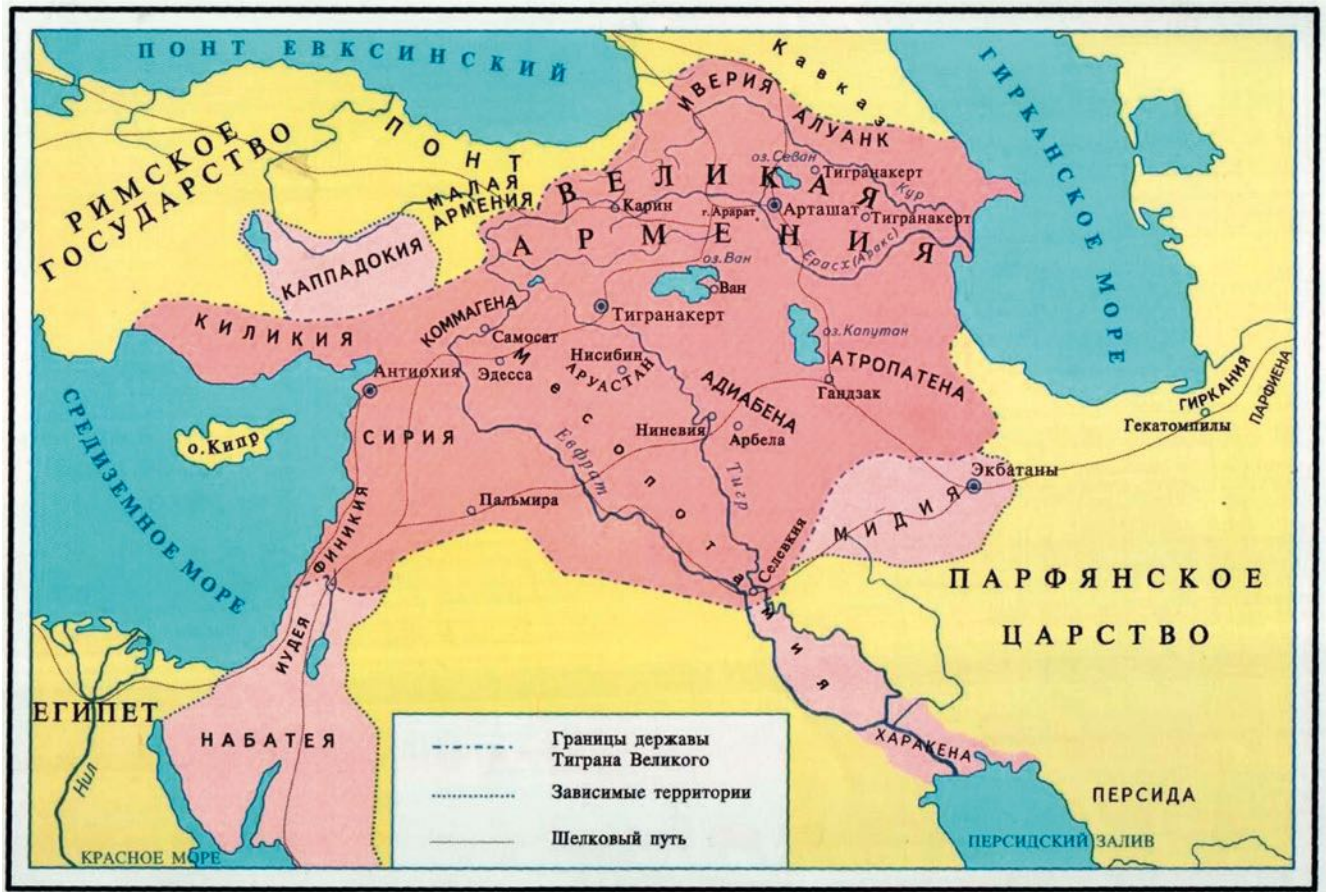 ПОНТ ЕВКСИНСКИЙ
Кавказ
ГИРКАНСКОЕ МОРЕ
РИМСКОЕ
ГОСУДАРСТВО
ПОНТ
МАЛАЯ
АРМЕНИЯ
ИВЕРИЯ
АЛУАНК
ВЕЛИКАЯ
АРМЕНИЯ
оз.Севан
Тигранакерт
Кур
Карин
г.Арарат
Арташат
Тигранакерт
Ерасх (Аракс)
КАППАДОКИЯ
оз.Ван
Ван
КИЛИКИЯ
КОММАГЕНА
Самосат
Тигранакерт
оз.Капутан
АТРОПАТЕНА
Антиохия
Эдесса
Нисибин
АРУАСТАН
Месопотамия
АДИАБЕНА
Гандзак
ГИРКАНИЯ
ПАРФИЕНА
Гекатомпилы
СРЕДИЗЕМНОЕ МОРЕ
о.Кипр
СИРИЯ
Ниневия
Арбела
Евфрат
Тигр
Пальмира
Экбатаны
МИДИЯ
ФИНИКИЯ
Селевкия
ПАРФЯНСКОЕ
ЦАРСТВО
ИУДЕЯ
ЕГИПЕТ
Нил
НАБАТЕЯ
ХАРАКЕНА
ПЕРСИДА
КРАСНОЕ МОРЕ
ПЕРСИДСКИЙ ЗАЛИВ
Границы державы
Тиграна Великого
Зависимые территории
Шелковый путь